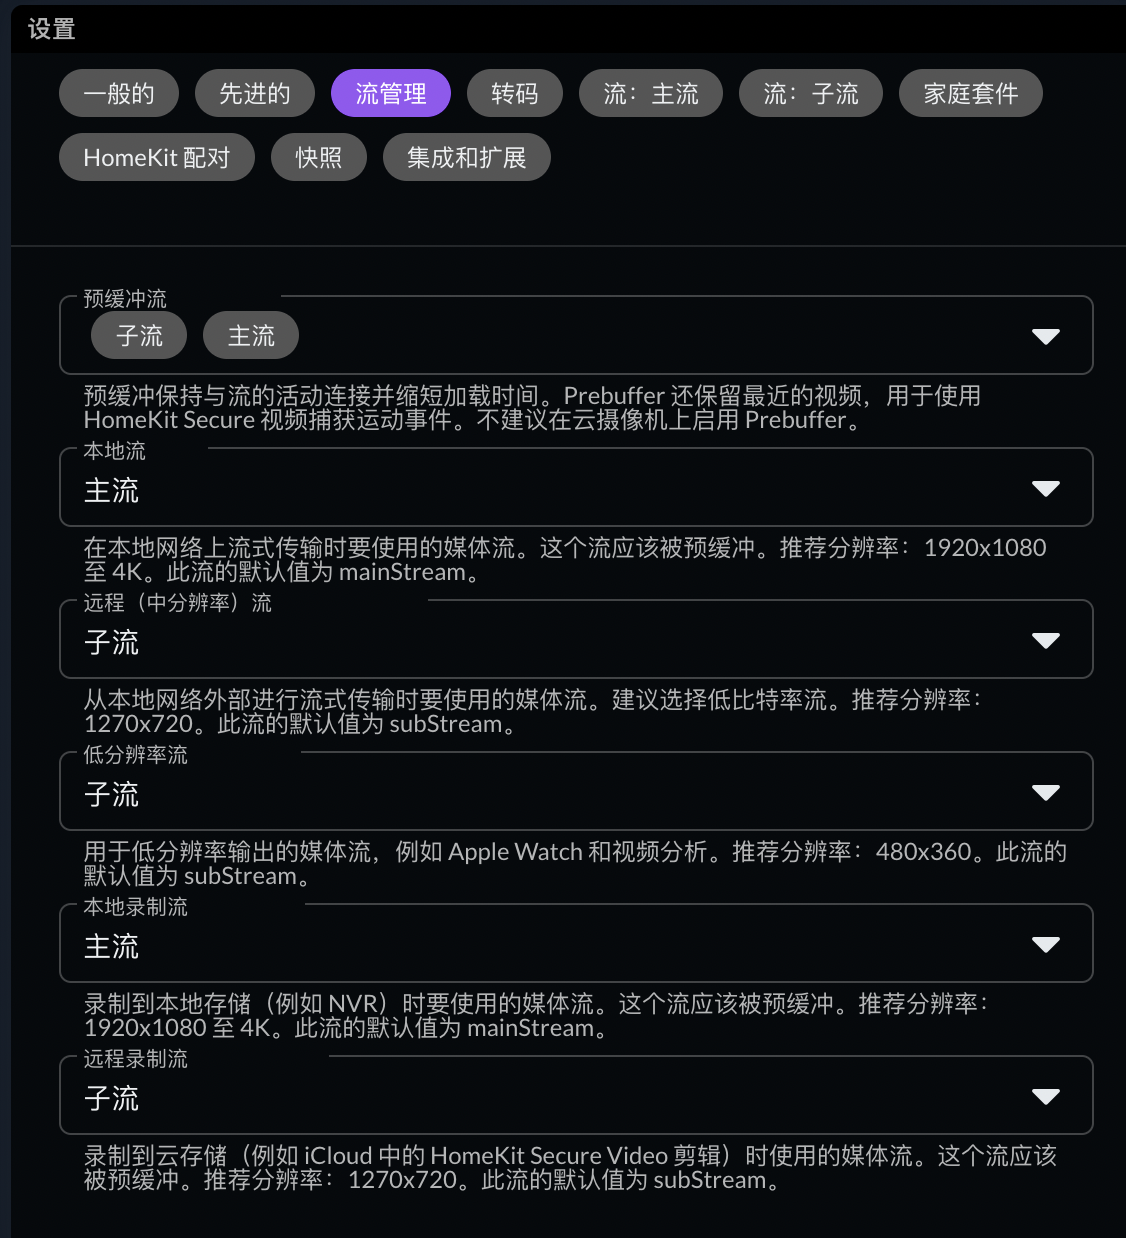 设置
一般的
先进的
流管理
转码
流：主流
流：子流
家庭套件
HomeKit 配对
快照
集成和扩展
预缓冲流
子流
主流
预缓冲保持与流的活动连接并缩短加载时间。Prebuffer 还保留最近的视频，用于使用
HomeKit Secure 视频捕获运动事件。不建议在云摄像机上启用 Prebuffer。
本地流
主流
在本地网络上流式传输时要使用的媒体流。这个流应该被预缓冲。推荐分辨率：1920x1080
至 4K。此流的默认值为 mainStream。
远程（中分辨率）流
子流
从本地网络外部进行流式传输时要使用的媒体流。建议选择低比特率流。推荐分辨率：
1270x720。此流的默认值为 subStream。
低分辨率流
子流
用于低分辨率输出的媒体流，例如 Apple Watch 和视频分析。推荐分辨率：480x360。此流的
默认值为 subStream。
本地录制流
主流
录制到本地存储（例如 NVR）时要使用的媒体流。这个流应该被预缓冲。推荐分辨率：
1920x1080 至 4K。此流的默认值为 mainStream。
远程录制流
子流
录制到云存储（例如 iCloud 中的 HomeKit Secure Video 剪辑）时使用的媒体流。这个流应该
被预缓冲。推荐分辨率：1270x720。此流的默认值为 subStream。